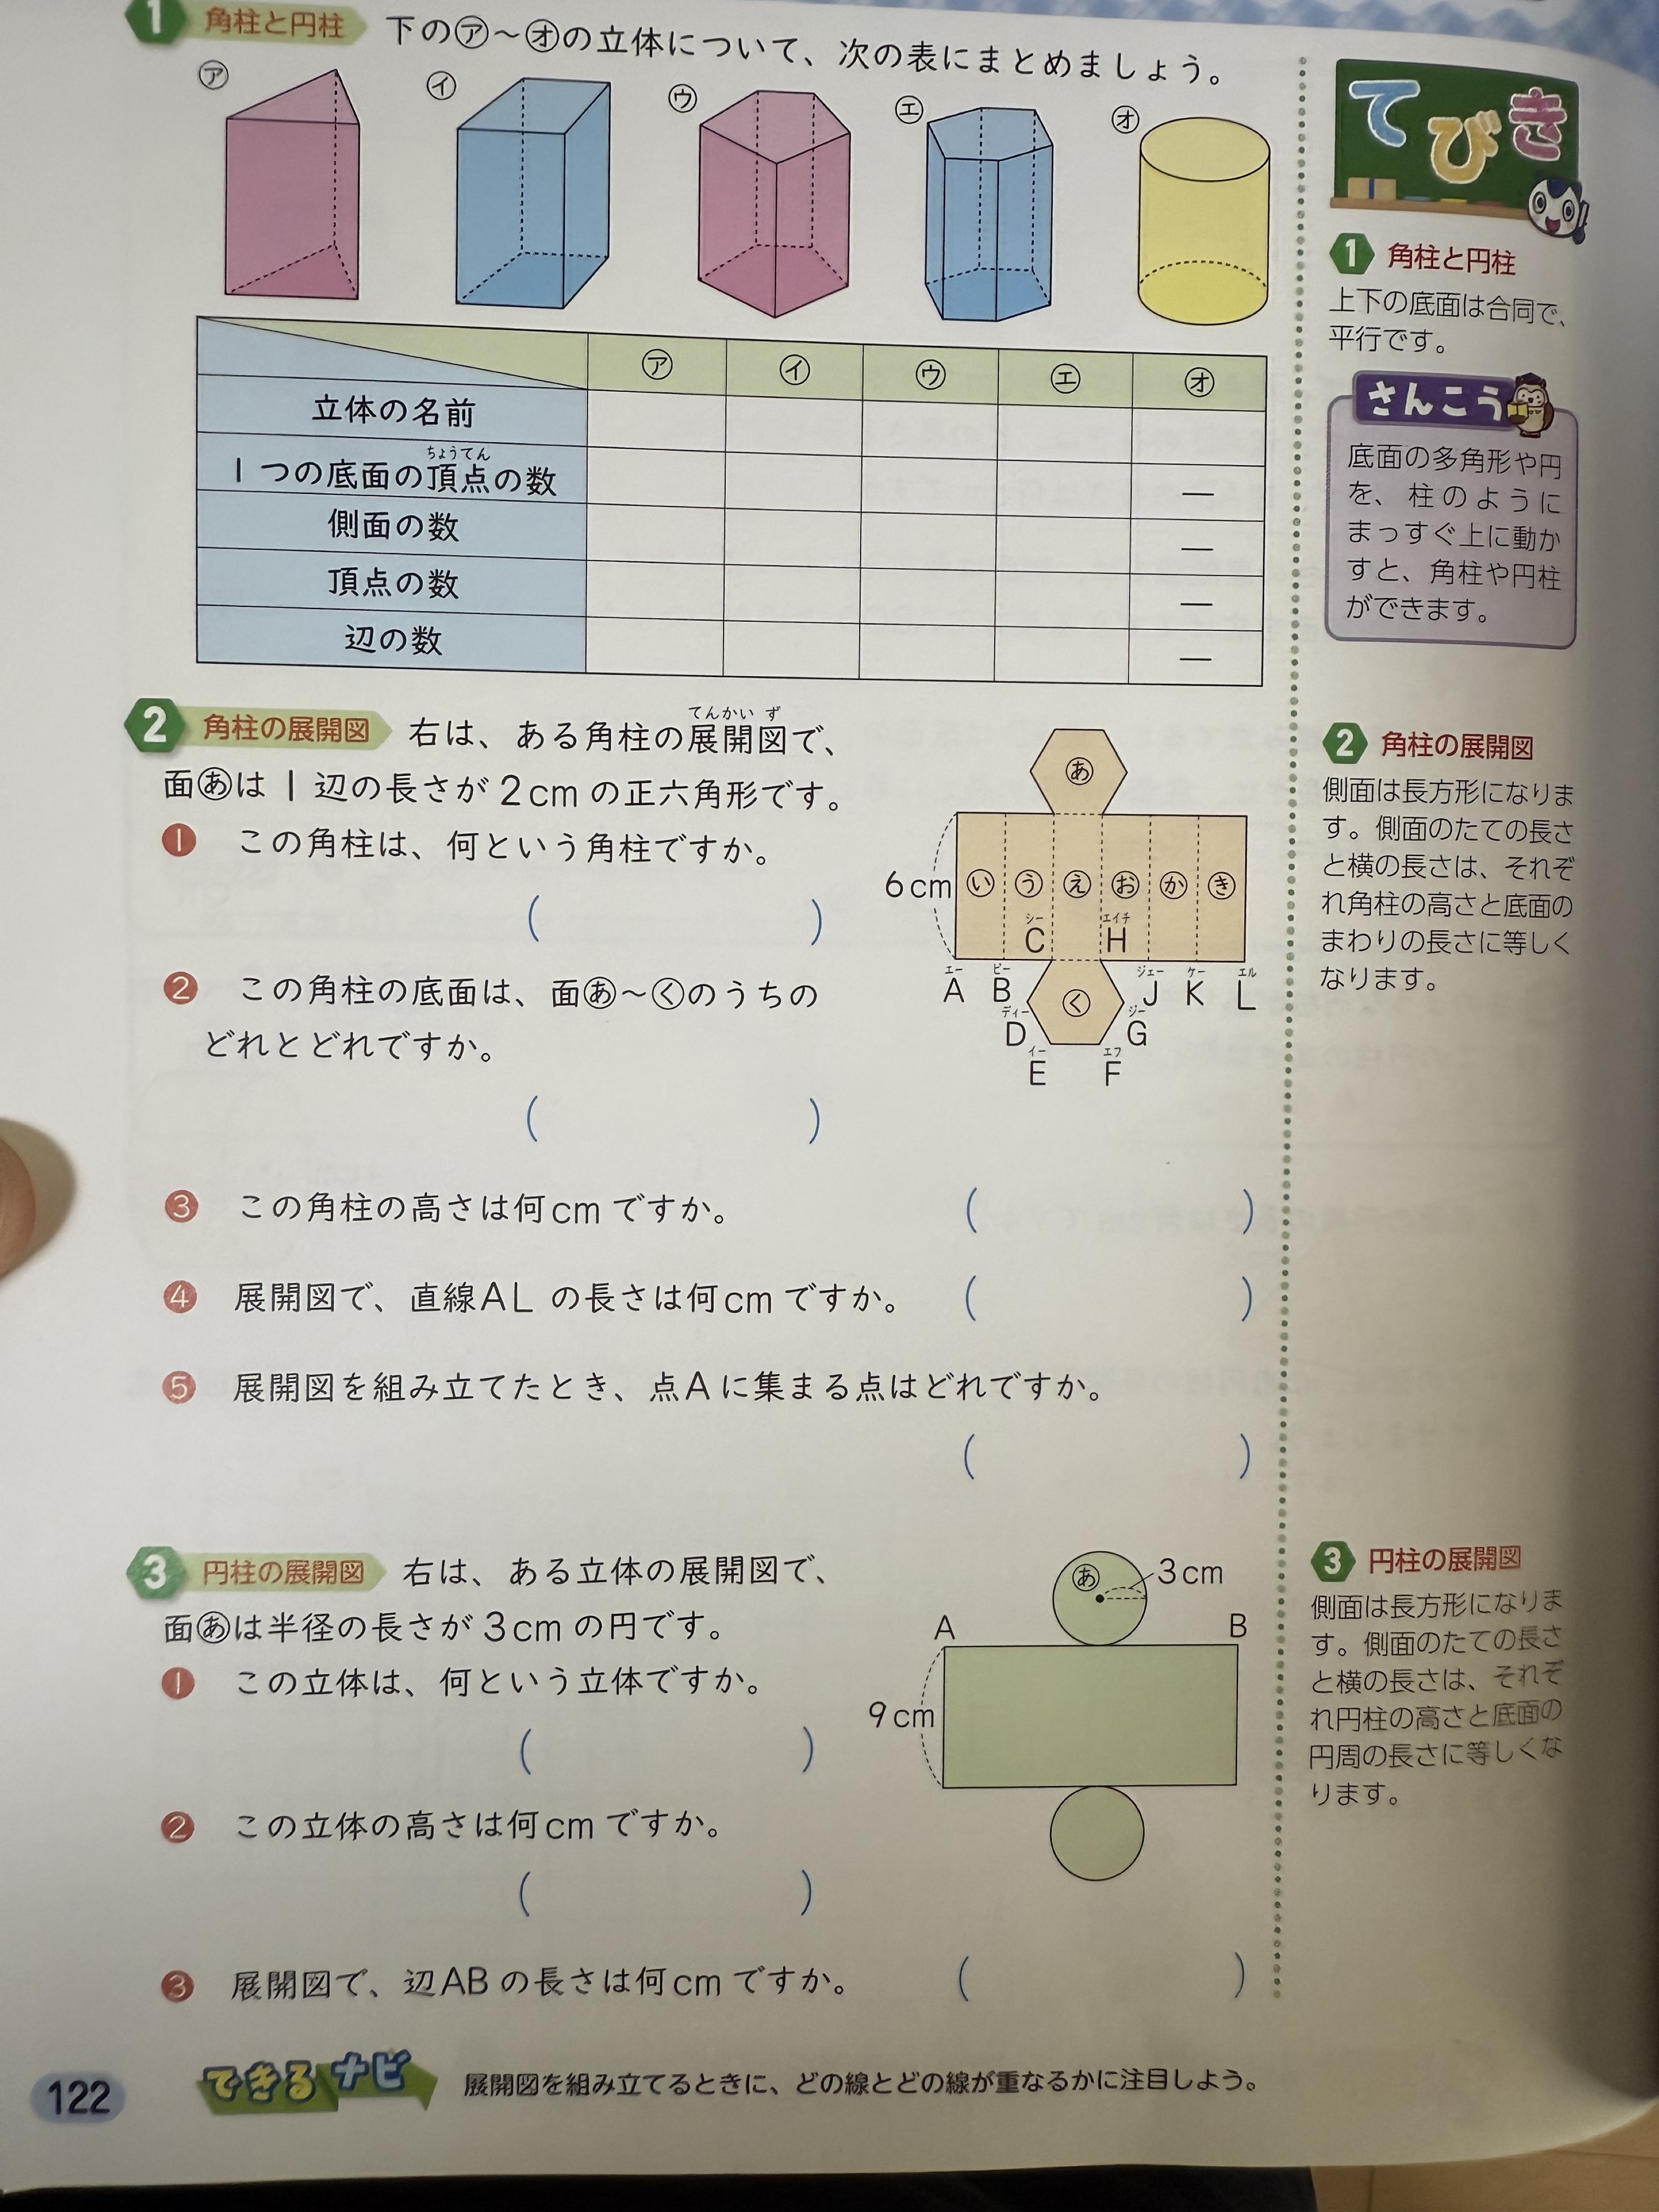 1 角柱と円柱 下の㋐～㋔の立体について、次の表にまとめましょう。
㋐ ㋑ ㋒ ㋓ ㋔
㋐ ㋑ ㋒ ㋓ ㋔
立体の名前
ちょうてん
1つの底面の頂点の数 —
側面の数 —
頂点の数 —
辺の数 —
てんかいず
2 角柱の展開図 右は、ある角柱の展開図で、
面あは1辺の長さが2cmの正六角形です。
❶ この角柱は、何という角柱ですか。
( )
❷ この角柱の底面は、面あ～くのうちの
どれとどれですか。
( )
あ
6cm い う え お か き
シー エイチ
C H
エー ビー ジェー ケー エル
A B J K L
く
ディー ジー
D G
イー エフ
E F
❸ この角柱の高さは何cmですか。 ( )
❹ 展開図で、直線ALの長さは何cmですか。 ( )
❺ 展開図を組み立てたとき、点Aに集まる点はどれですか。
( )
3 円柱の展開図 右は、ある立体の展開図で、
面あは半径の長さが3cmの円です。
❶ この立体は、何という立体ですか。
( )
❷ この立体の高さは何cmですか。
( )
あ 3cm
A B
9cm
❸ 展開図で、辺ABの長さは何cmですか。 ( )
122
できるナビ 展開図を組み立てるときに、どの線とどの線が重なるかに注目しよう。
てびき
1 角柱と円柱
上下の底面は合同で、
平行です。
さんこう
底面の多角形や円
を、柱のように
まっすぐ上に動か
すと、角柱や円柱
ができます。
2 角柱の展開図
側面は長方形になりま
す。側面のたての長さ
と横の長さは、それぞ
れ角柱の高さと底面の
まわりの長さに等しく
なります。
3 円柱の展開図
側面は長方形になりま
す。側面のたての長さ
と横の長さは、それぞ
れ円柱の高さと底面の
円周の長さに等しくな
ります。